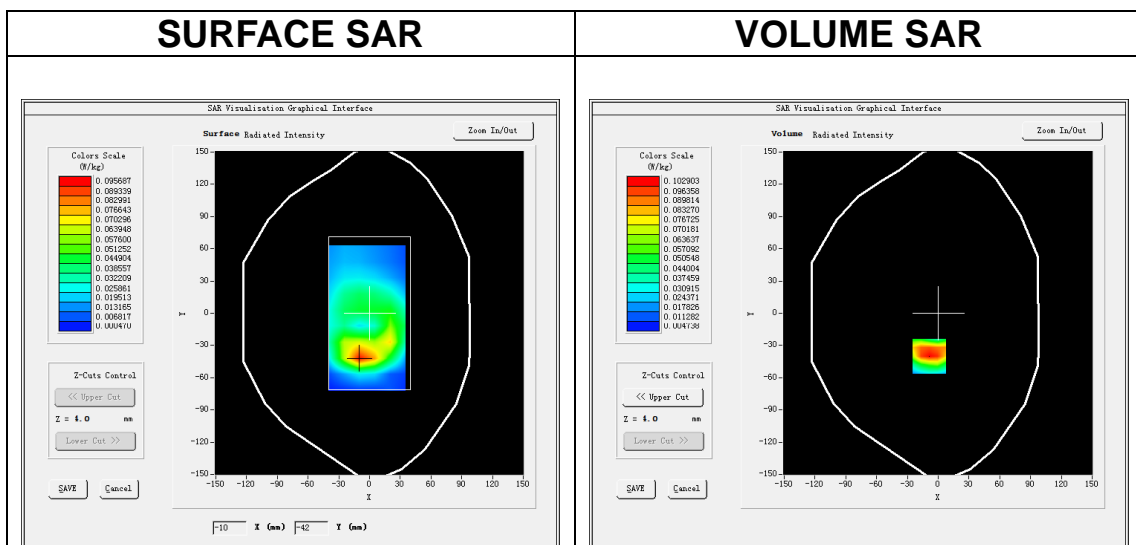 SURFACE SAR
VOLUME SAR
SAR Visualisation Graphical Interface
Surface Radiated Intensity
Zoom In/Out
Colors Scale
(W/kg)
0.095687
0.089339
0.082991
0.076643
0.070296
0.063948
0.057600
0.051252
0.044904
0.038557
0.032209
0.025861
0.019513
0.013165
0.006817
0.000470
150
120
90
60
30
0
-30
-60
-90
-120
-150
Y
-150 -120 -90 -60 -30 0 30 60 90 120 150
X
Z-Cuts Control
<< Upper Cut
Z = 4.0 mm
Lower Cut >>
SAVE Cancel
-10 X (mm) -42 Y (mm)
SAR Visualisation Graphical Interface
Volume Radiated Intensity
Zoom In/Out
Colors Scale
(W/kg)
0.102903
0.096358
0.089814
0.083270
0.076725
0.070181
0.063637
0.057092
0.050548
0.044004
0.037459
0.030915
0.024371
0.017826
0.011282
0.004738
150
120
90
60
30
0
-30
-60
-90
-120
-150
Y
-150 -120 -90 -60 -30 0 30 60 90 120 150
X
Z-Cuts Control
<< Upper Cut
Z = 4.0 mm
Lower Cut >>
SAVE Cancel